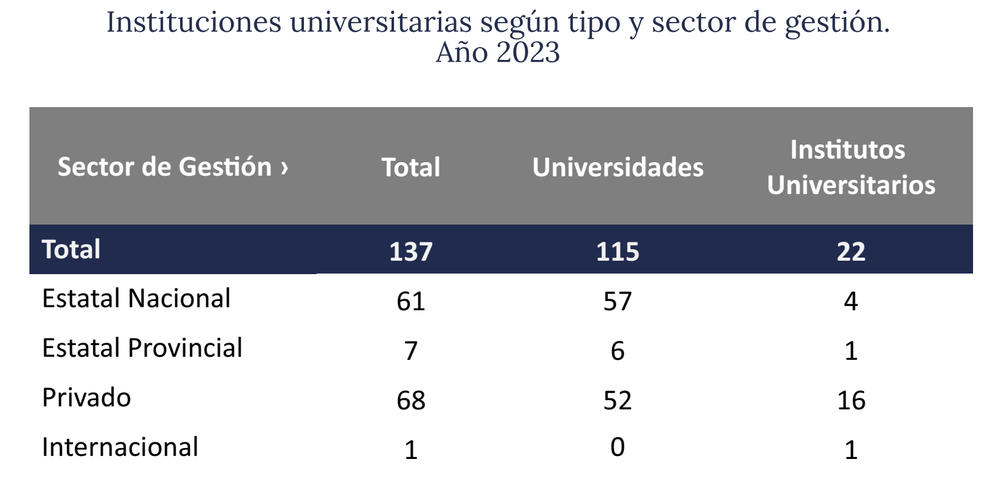 Instituciones universitarias según tipo y sector de gestión.
Año 2023
Sector de Gestión › Total Universidades Institutos Universitarios
Total 137 115 22
Estatal Nacional 61 57 4
Estatal Provincial 7 6 1
Privado 68 52 16
Internacional 1 0 1